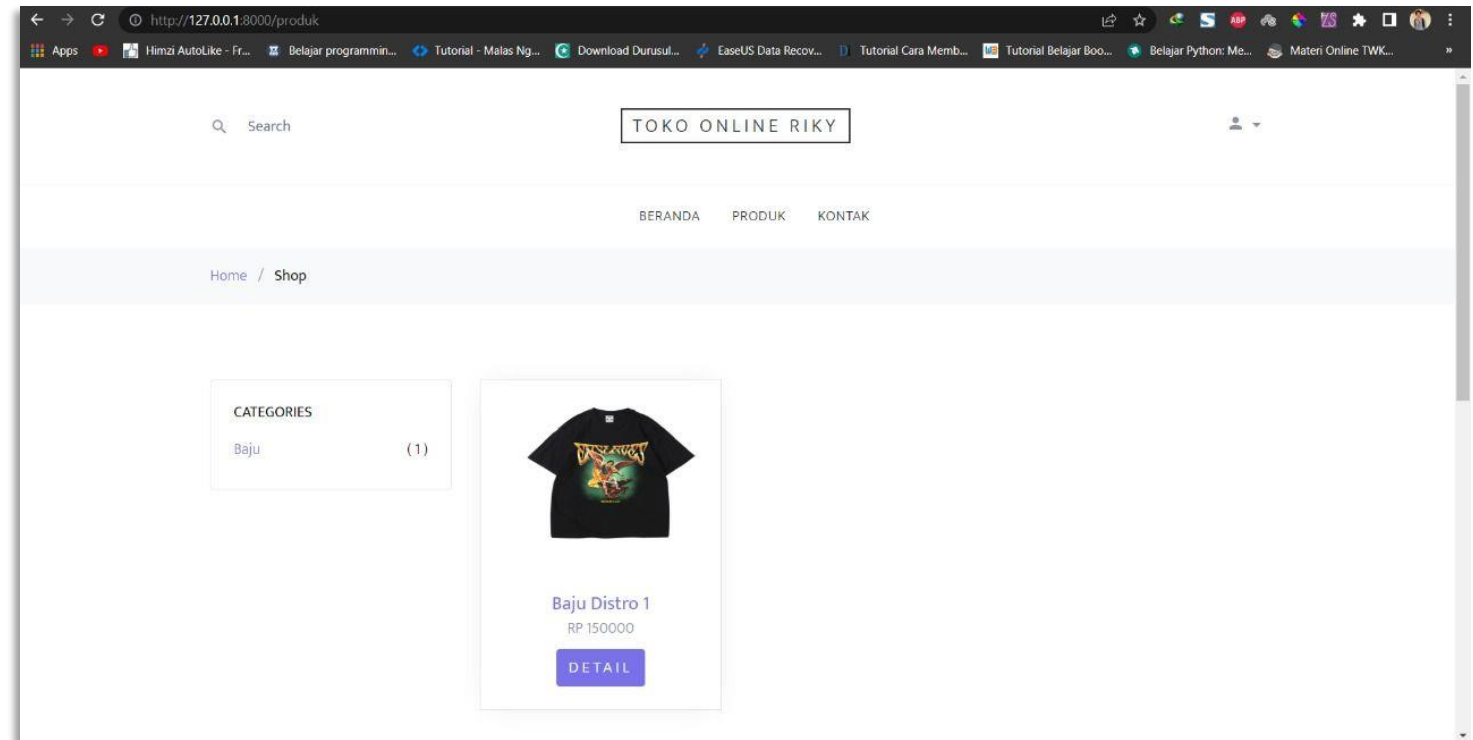 http://127.0.0.1:8000/produk
Apps Himzi AutoLike - Fr... Belajar programmin... Tutorial - Malas Ng... Download Durusul... EaseUS Data Recov... Tutorial Cara Memb... Tutorial Belajar Boo... Belajar Python: Me... Materi Online TWK... »
Search
TOKO ONLINE RIKY
BERANDA PRODUK KONTAK
Home / Shop
CATEGORIES
Baju (1)
Baju Distro 1
RP 150000
DETAIL